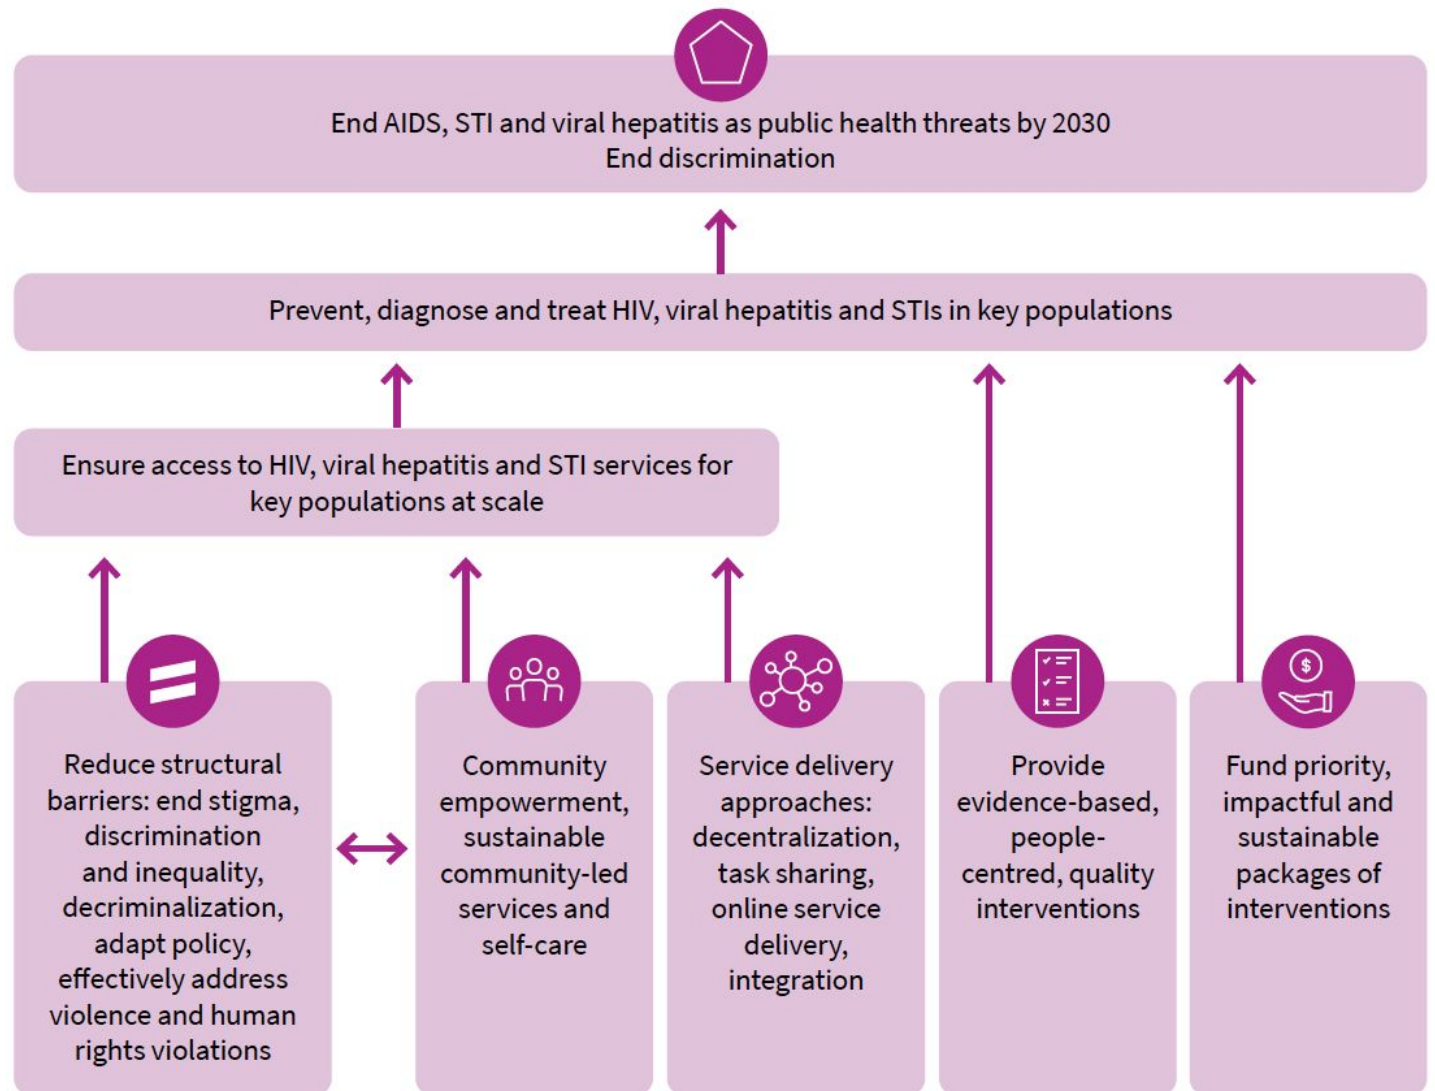 End AIDS, STI and viral hepatitis as public health threats by 2030
End discrimination
Prevent, diagnose and treat HIV, viral hepatitis and STIs in key populations
Ensure access to HIV, viral hepatitis and STI services for
key populations at scale
Reduce structural
barriers: end stigma,
discrimination
and inequality,
decriminalization,
adapt policy,
effectively address
violence and human
rights violations
Community
empowerment,
sustainable
community-led
services and
self-care
Service delivery
approaches:
decentralization,
task sharing,
online service
delivery,
integration
Provide
evidence-based,
people-
centred, quality
interventions
$
Fund priority,
impactful and
sustainable
packages of
interventions